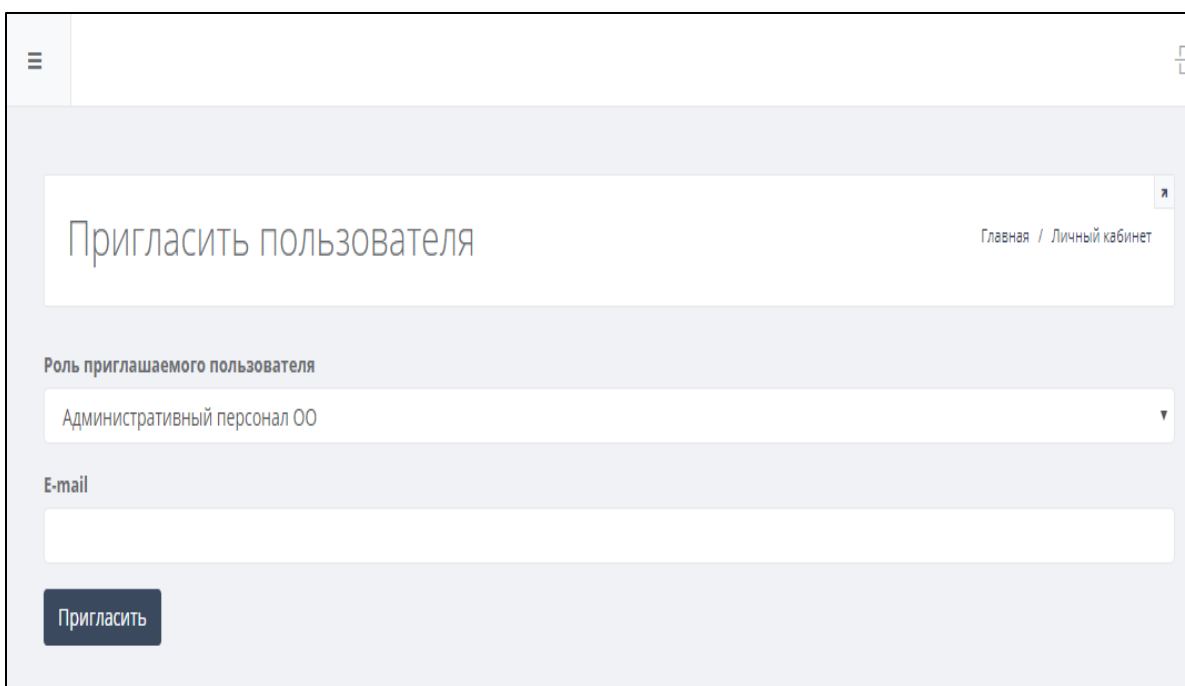 Пригласить пользователя
Главная / Личный кабинет
Роль приглашаемого пользователя
Административный персонал ОО
E-mail
Пригласить